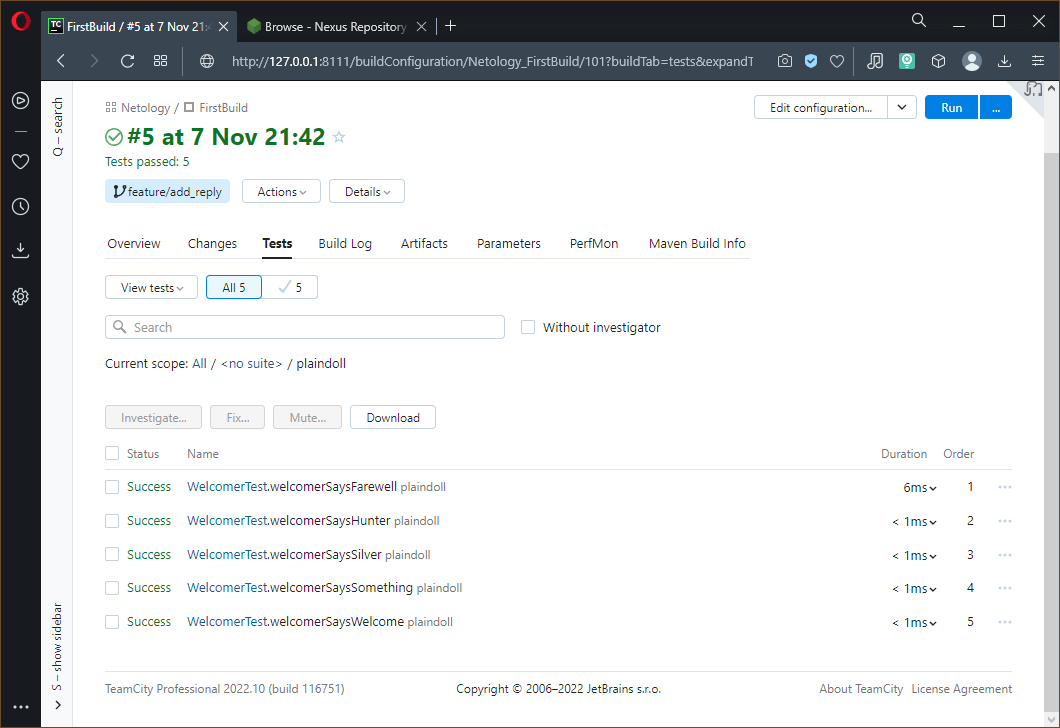 FirstBuild / #5 at 7 Nov 21:
Browse - Nexus Repository
http://127.0.0.1:8111/buildConfiguration/Netology_FirstBuild/101?buildTab=tests&expandT
Q – search
Netology / FirstBuild
Edit configuration...
Run
...
#5 at 7 Nov 21:42
Tests passed: 5
feature/add_reply
Actions
Details
Overview
Changes
Tests
Build Log
Artifacts
Parameters
PerfMon
Maven Build Info
View tests
All 5
5
Search
Without investigator
Current scope: All / <no suite> / plaindoll
Investigate...
Fix...
Mute...
Download
Status Name Duration Order
Success WelcomerTest.welcomerSaysFarewell plaindoll 6ms 1
Success WelcomerTest.welcomerSaysHunter plaindoll < 1ms 2
Success WelcomerTest.welcomerSaysSilver plaindoll < 1ms 3
Success WelcomerTest.welcomerSaysSomething plaindoll < 1ms 4
Success WelcomerTest.welcomerSaysWelcome plaindoll < 1ms 5
S – show sidebar
TeamCity Professional 2022.10 (build 116751)
Copyright © 2006–2022 JetBrains s.r.o.
About TeamCity License Agreement